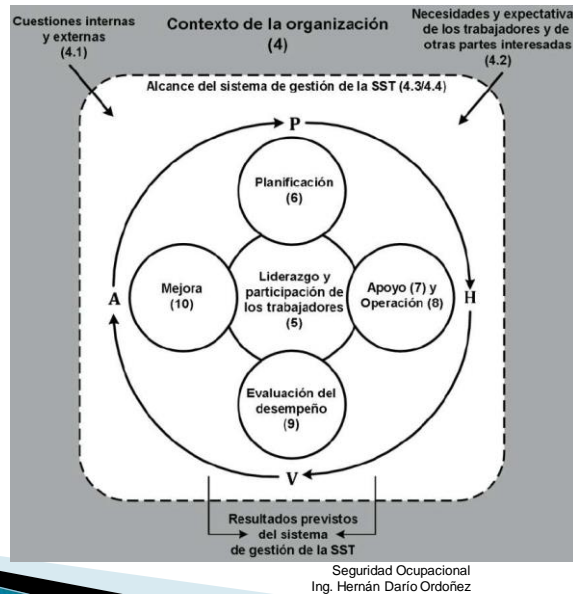 Cuestiones internas
y externas
(4.1)
Contexto de la organización
(4)
Necesidades y expectativa
de los trabajadores y de
otras partes interesadas
(4.2)
Alcance del sistema de gestión de la SST (4.3/4.4)
P
Planificación
(6)
A
Mejora
(10)
Liderazgo y
participación de
los trabajadores
(5)
Apoyo (7) y
Operación (8)
H
Evaluación del
desempeño
(9)
V
Resultados previstos
del sistema
de gestión de la SST
Seguridad Ocupacional
Ing. Hernán Darío Ordoñez